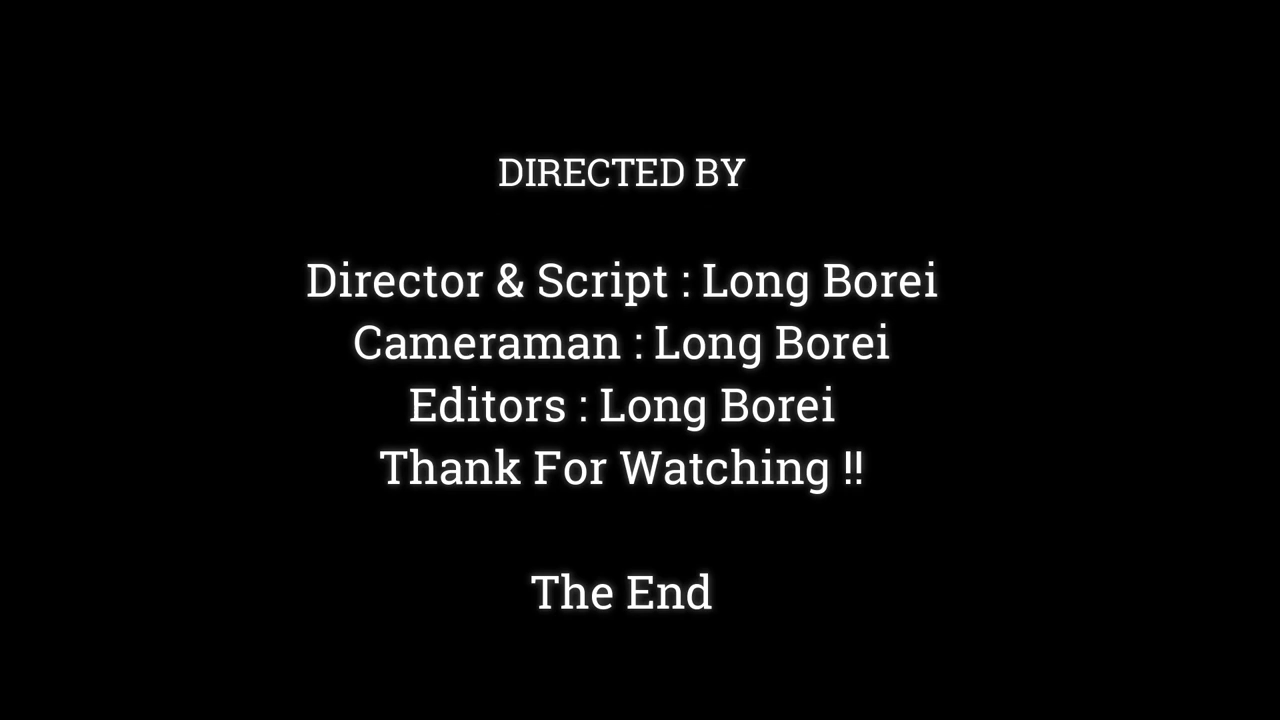 DIRECTED BY
Director & Script : Long Borei
Cameraman : Long Borei
Editors : Long Borei
Thank For Watching !!
The End